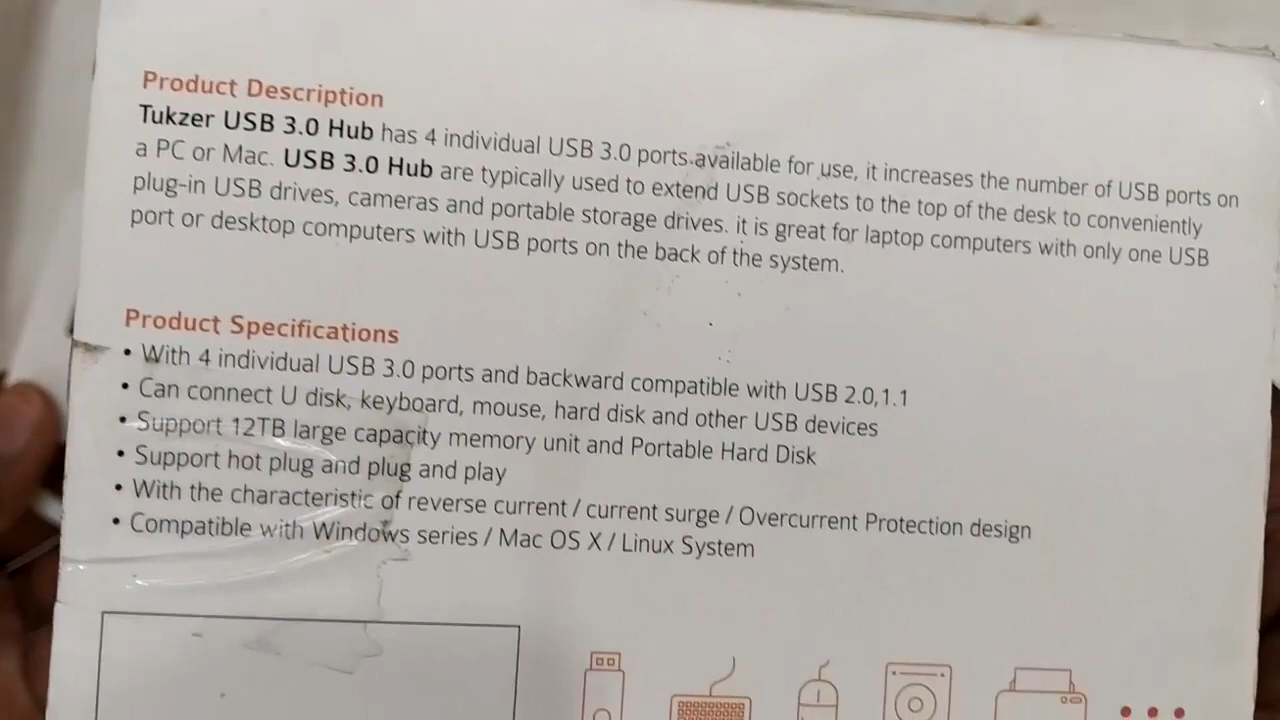 Product Description
Tukzer USB 3.0 Hub has 4 individual USB 3.0 ports available for use, it increases the number of USB ports on
a PC or Mac. USB 3.0 Hub are typically used to extend USB sockets to the top of the desk to conveniently
plug-in USB drives, cameras and portable storage drives. it is great for laptop computers with only one USB
port or desktop computers with USB ports on the back of the system.
Product Specifications
• With 4 individual USB 3.0 ports and backward compatible with USB 2.0,1.1
• Can connect U disk, keyboard, mouse, hard disk and other USB devices
• Support 12TB large capacity memory unit and Portable Hard Disk
• Support hot plug and plug and play
• With the characteristic of reverse current / current surge / Overcurrent Protection design
• Compatible with Windows series / Mac OS X / Linux System